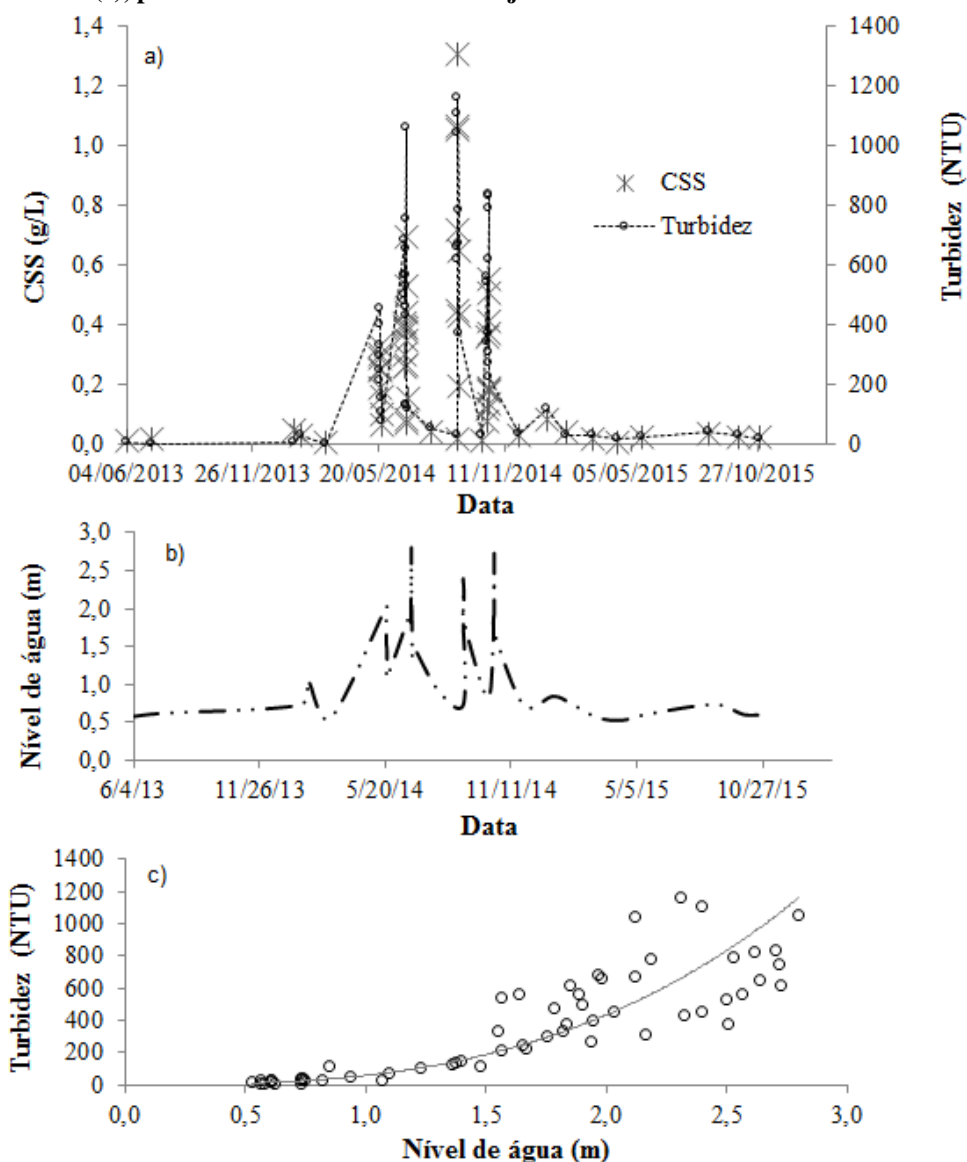 1,4
1,2
1,0
0,8
0,6
0,4
0,2
0,0
CSS (g/L)
a)
1400
1200
1000
800
600
400
200
0
Turbidez (NTU)
CSS
Turbidez
04/06/2013 26/11/2013 20/05/2014 11/11/2014 05/05/2015 27/10/2015
Data
3,0
2,5
2,0
1,5
1,0
0,5
0,0
Nível de água (m)
b)
6/4/13 11/26/13 5/20/14 11/11/14 5/5/15 10/27/15
Data
1400
1200
1000
800
600
400
200
0
Turbidez (NTU)
c)
0,0 0,5 1,0 1,5 2,0 2,5 3,0
Nível de água (m)